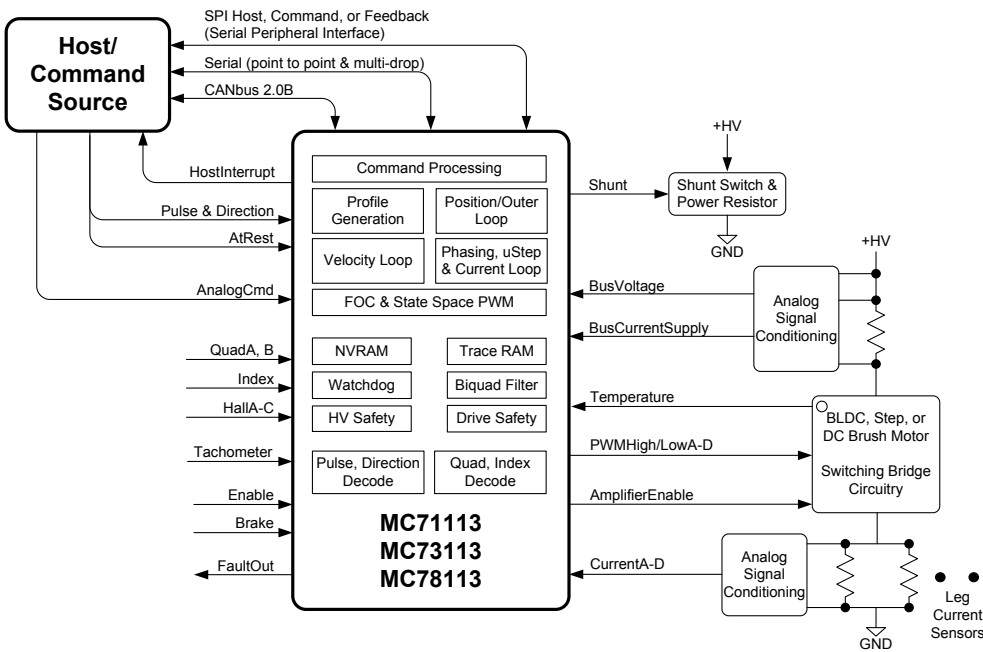 SPI Host, Command, or Feedback
(Serial Peripheral Interface)
Host/
Command
Source
Serial (point to point & multi-drop)
CANbus 2.0B
HostInterrupt
Pulse & Direction
AtRest
AnalogCmd
QuadA, B
Index
HallA-C
Tachometer
Enable
Brake
FaultOut
Command Processing
Profile
Generation
Position/Outer
Loop
Velocity Loop
Phasing, uStep
& Current Loop
FOC & State Space PWM
NVRAM
Trace RAM
Watchdog
Biquad Filter
HV Safety
Drive Safety
Pulse, Direction
Decode
Quad, Index
Decode
MC71113
MC73113
MC78113
Shunt
+HV
Shunt Switch &
Power Resistor
GND
+HV
BusVoltage
BusCurrentSupply
Analog
Signal
Conditioning
Temperature
PWMHigh/LowA-D
AmplifierEnable
BLDC, Step, or
DC Brush Motor
Switching Bridge
Circuitry
CurrentA-D
Analog
Signal
Conditioning
Leg
Current
Sensors
GND